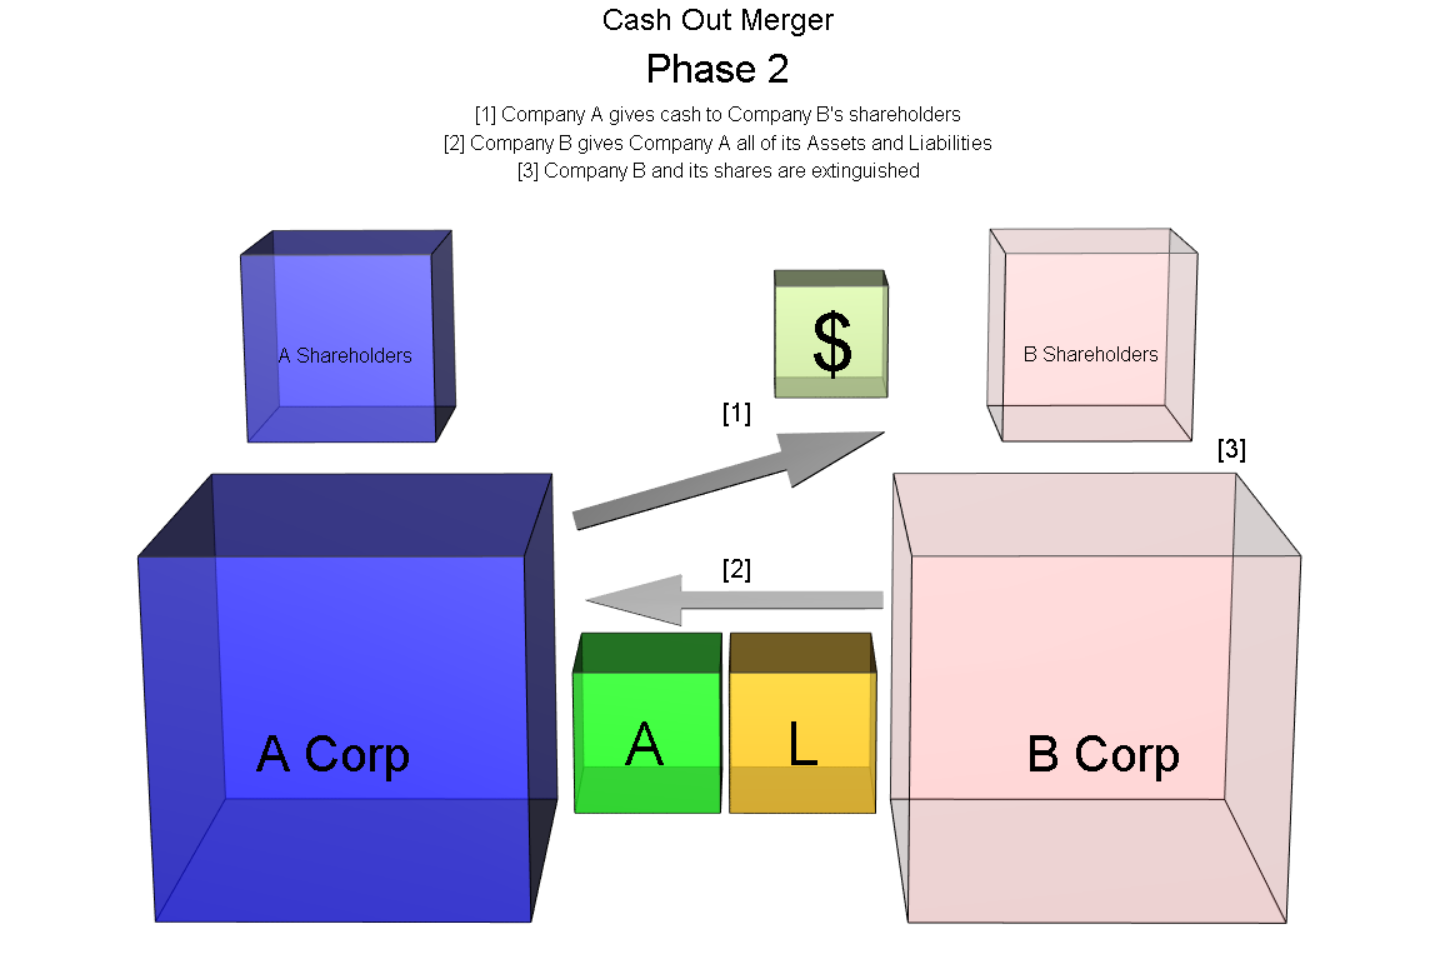 Cash Out Merger
Phase 2
[1] Company A gives cash to Company B's shareholders
[2] Company B gives Company A all of its Assets and Liabilities
[3] Company B and its shares are extinguished
$
A Shareholders
B Shareholders
[1]
[3]
[2]
A
L
A Corp
B Corp